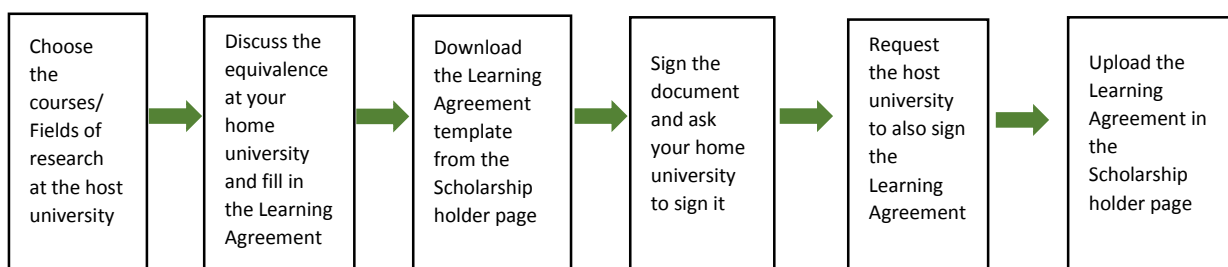 Choose
the
courses/
Fields of
research
at the host
university
Discuss the
equivalence
at your
home
university
and fill in
the Learning
Agreement
Download
the Learning
Agreement
template
from the
Scholarship
holder page
Sign the
document
and ask
your home
university
to sign it
Request
the host
university
to also sign
the
Learning
Agreement
Upload the
Learning
Agreement in
the
Scholarship
holder page